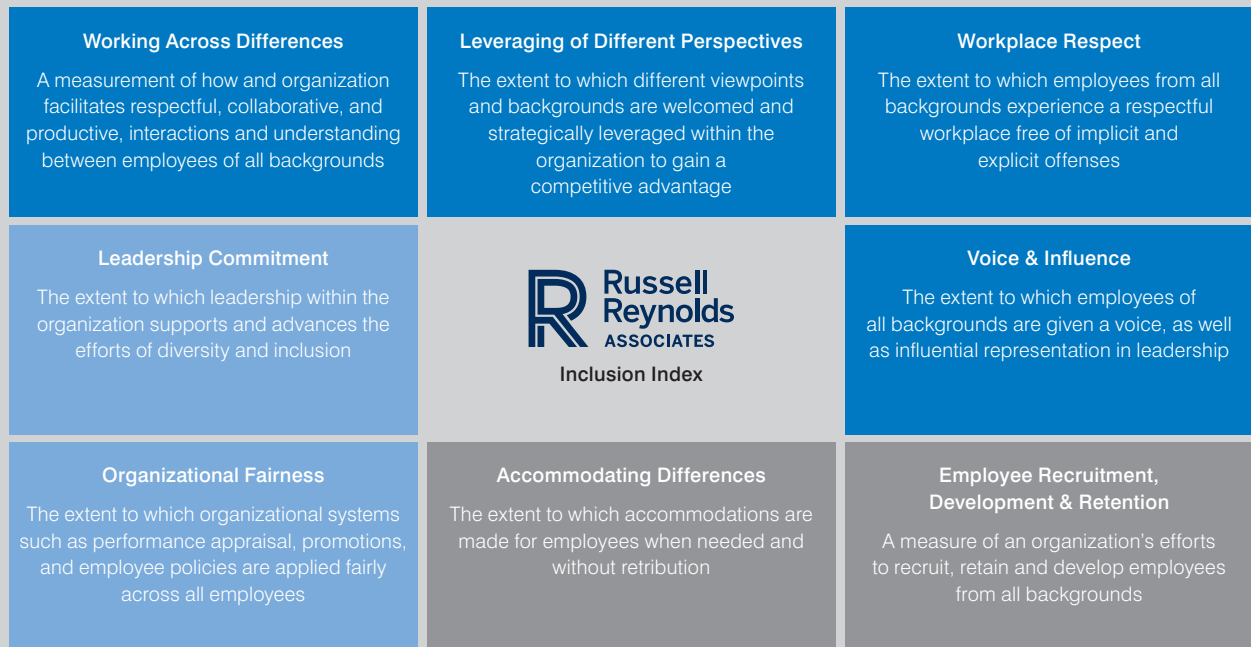 Working Across Differences
A measurement of how and organization
facilitates respectful, collaborative, and
productive, interactions and understanding
between employees of all backgrounds
Leveraging of Different Perspectives
The extent to which different viewpoints
and backgrounds are welcomed and
strategically leveraged within the
organization to gain a
competitive advantage
Workplace Respect
The extent to which employees from all
backgrounds experience a respectful
workplace free of implicit and
explicit offenses
Leadership Commitment
The extent to which leadership within the
organization supports and advances the
efforts of diversity and inclusion
Russell
Reynolds
ASSOCIATES
Inclusion Index
Voice & Influence
The extent to which employees of
all backgrounds are given a voice, as well
as influential representation in leadership
Organizational Fairness
The extent to which organizational systems
such as performance appraisal, promotions,
and employee policies are applied fairly
across all employees
Accommodating Differences
The extent to which accommodations are
made for employees when needed and
without retribution
Employee Recruitment,
Development & Retention
A measure of an organization’s efforts
to recruit, retain and develop employees
from all backgrounds